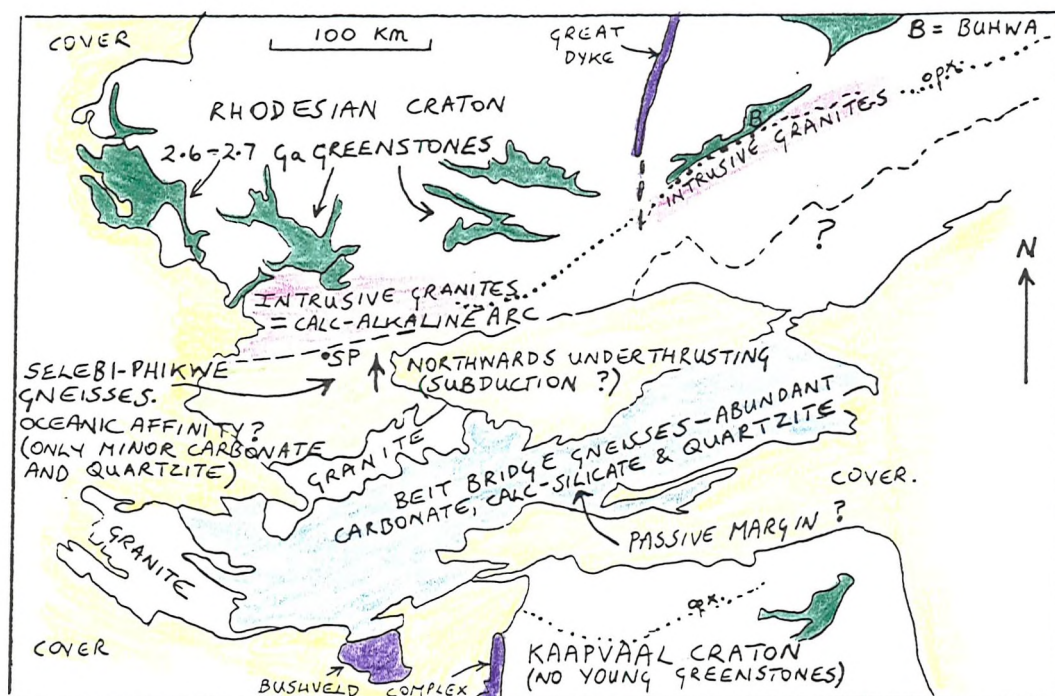 COVER
100 KM
GREAT
DYKE
B = BUHWA
RHODESIAN CRATON
2.6-2.7 Ga GREENSTONES
opx.
B
INTRUSIVE GRANITES
?
N
INTRUSIVE GRANITES
= CALC-ALKALINE ARC
SP
SELEBI-PHIKWE
GNEISSES.
OCEANIC AFFINITY?
(ONLY MINOR CARBONATE
AND QUARTZITE)
NORTHWARDS UNDERTHRUSTING
(SUBDUCTION ?)
GRANITE
BEIT BRIDGE GNEISSES-ABUNDANT
CARBONATE, CALC-SILICATE & QUARTZITE
COVER.
PASSIVE MARGIN ?
GRANITE
opx.
COVER
BUSHVELD COMPLEX
KAAPVAAL CRATON
(NO YOUNG GREENSTONES)